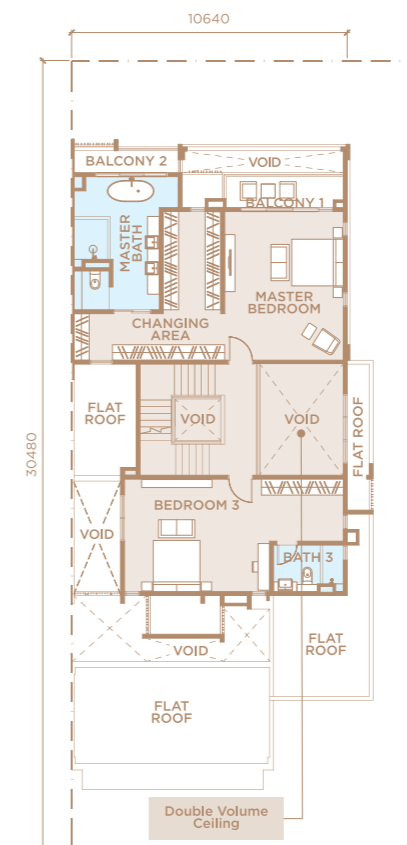 10640
BALCONY 2
VOID
BALCONY 1
MASTER
BATH
MASTER
BEDROOM
CHANGING
AREA
FLAT
ROOF
VOID
VOID
FLAT ROOF
30480
BEDROOM 3
VOID
BATH 3
VOID
FLAT
ROOF
FLAT
ROOF
Double Volume
Ceiling